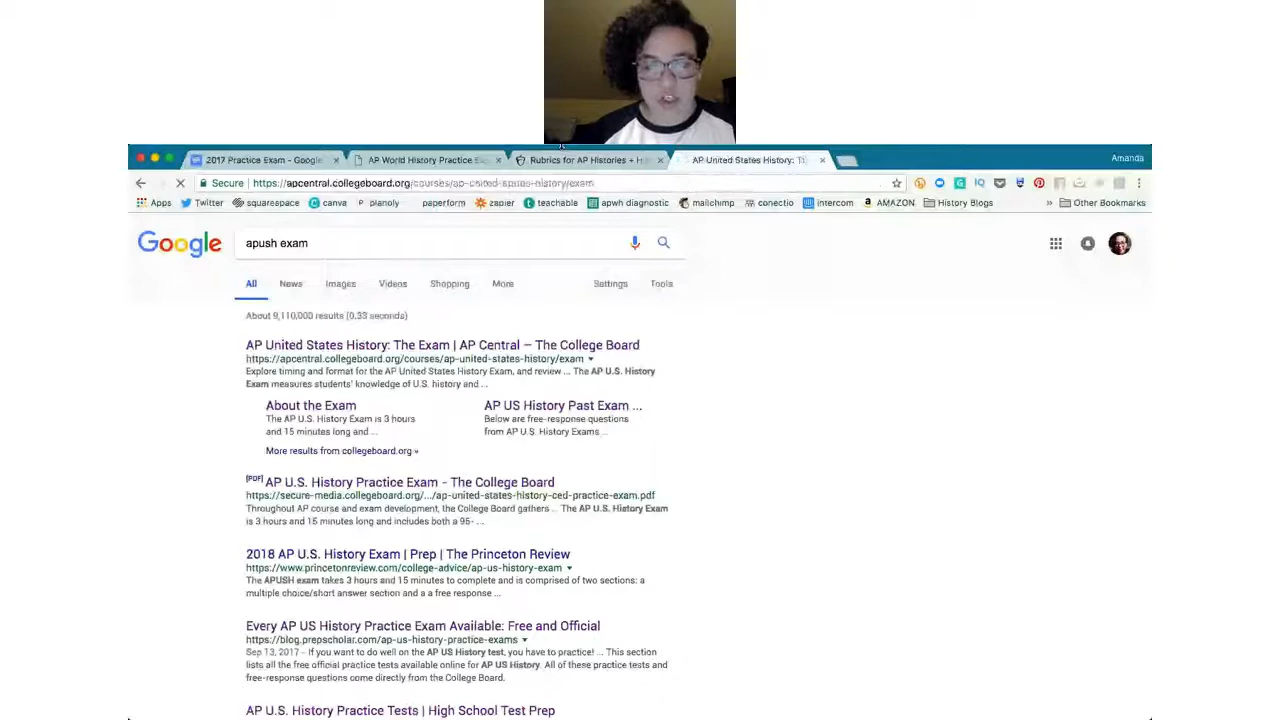 2017 Practice Exam - Google
AP World History Practice Ex
Rubrics for AP Histories + H
AP United States History: T
Amanda
Secure
https://apcentral.collegeboard.org/courses/ap-united-states-history/exam
Apps
Twitter
squarespace
canva
planoly
paperform
zapier
teachable
apwh diagnostic
mailchimp
conectio
intercom
AMAZON
History Blogs
»
Other Bookmarks
Google
apush exam
All
News
Images
Videos
Shopping
More
Settings
Tools
About 9,110,000 results (0.33 seconds)
AP United States History: The Exam | AP Central – The College Board
https://apcentral.collegeboard.org/courses/ap-united-states-history/exam
Explore timing and format for the AP United States History Exam, and review ... The AP U.S. History
Exam measures students' knowledge of U.S. history and ...
About the Exam
The AP U.S. History Exam is 3 hours
and 15 minutes long and ...
AP US History Past Exam ...
Below are free-response questions
from AP U.S. History Exams ...
More results from collegeboard.org »
[PDF] AP U.S. History Practice Exam - The College Board
https://secure-media.collegeboard.org/.../ap-united-states-history-ced-practice-exam.pdf
Throughout AP course and exam development, the College Board gathers ... The AP U.S. History Exam
is 3 hours and 15 minutes long and includes both a 95- ...
2018 AP U.S. History Exam | Prep | The Princeton Review
https://www.princetonreview.com/college-advice/ap-us-history-exam
The APUSH exam takes 3 hours and 15 minutes to complete and is comprised of two sections: a
multiple choice/short answer section and a a free response ...
Every AP US History Practice Exam Available: Free and Official
https://blog.prepscholar.com/ap-us-history-practice-exams
Sep 13, 2017 - If you want to do well on the AP US History test, you have to practice! ... This section
lists all the free official practice tests available online for AP US History. All of these practice tests and
free-response questions come directly from the College Board.
AP U.S. History Practice Tests | High School Test Prep